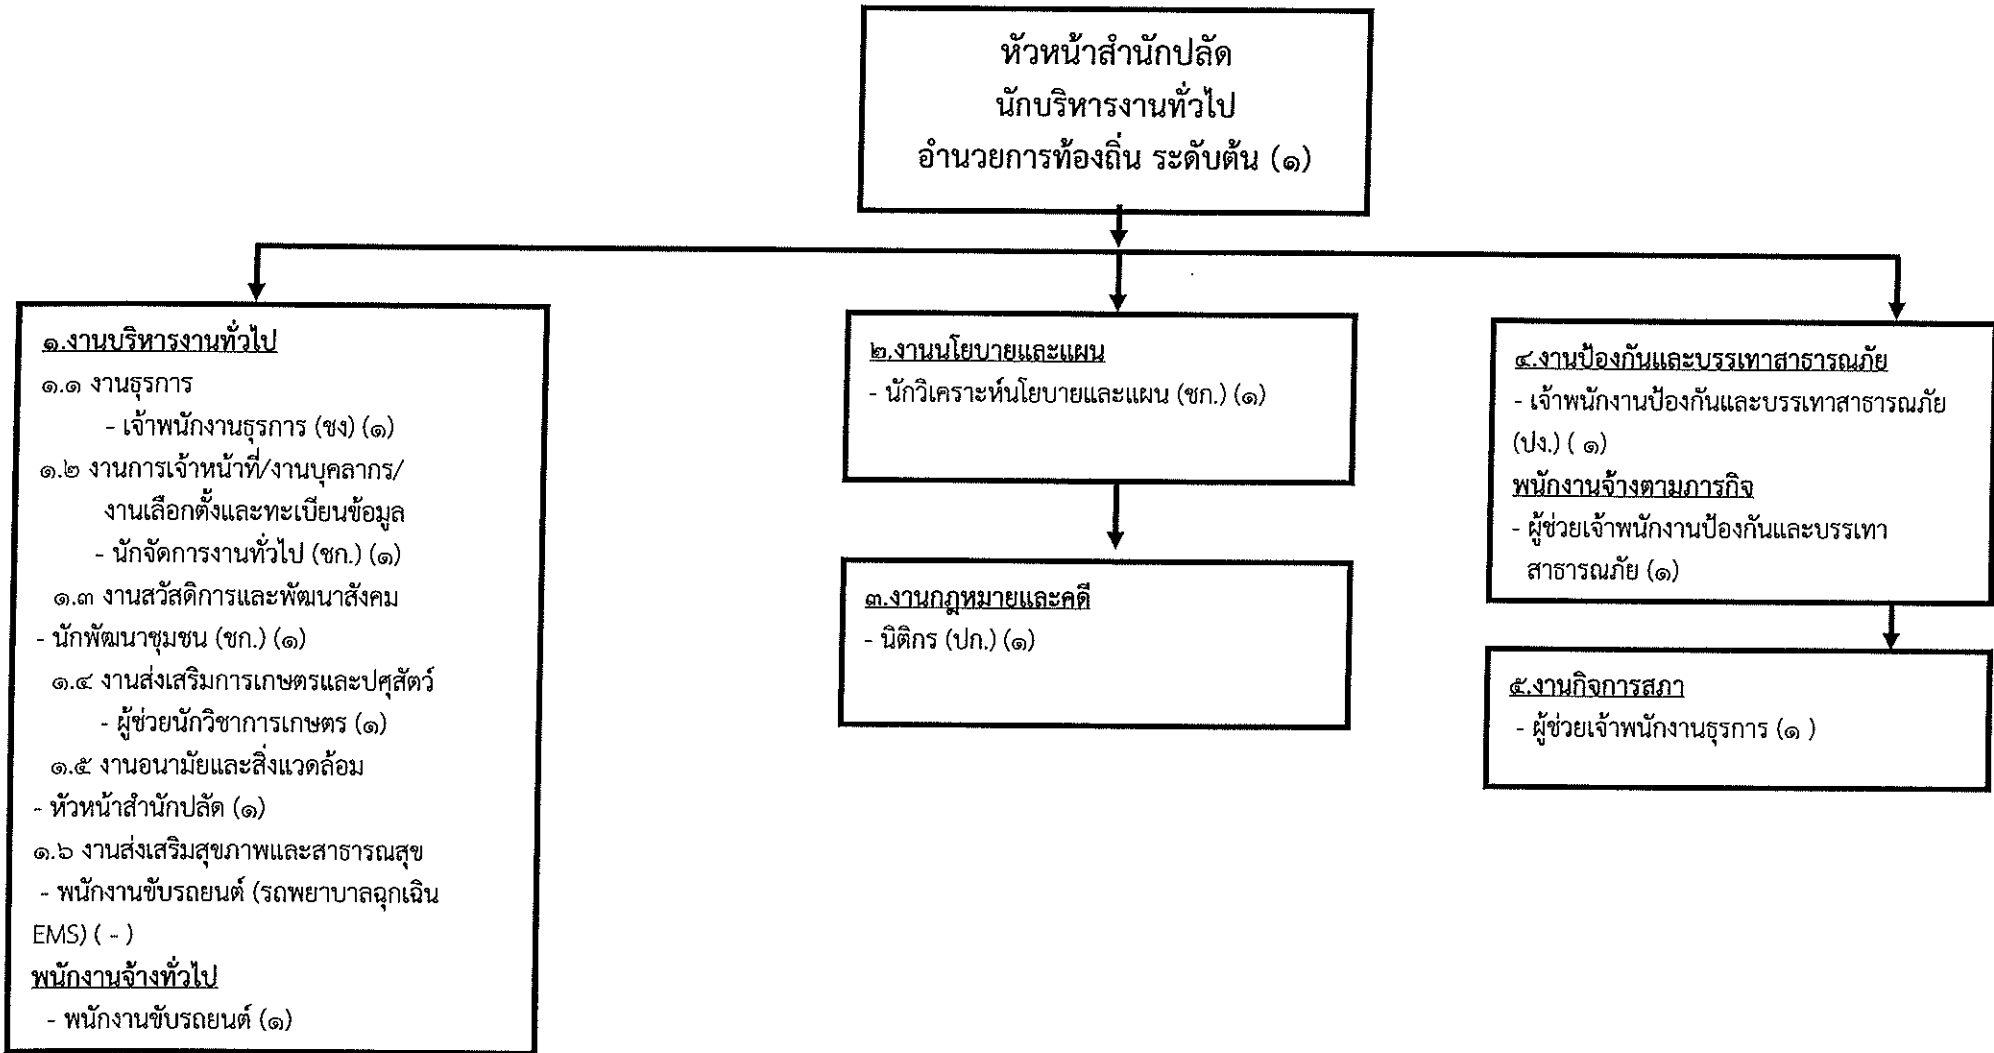 หัวหน้าสำนักปลัด
นักบริหารงานทั่วไป
อำนวยการท้องถิ่น ระดับต้น (๑)
๑.งานบริหารงานทั่วไป
๑.๑ งานธุรการ
- เจ้าพนักงานธุรการ (ชง) (๑)
๑.๒ งานการเจ้าหน้าที่/งานบุคลากร/
งานเลือกตั้งและทะเบียนข้อมูล
- นักจัดการงานทั่วไป (ชก.) (๑)
๑.๓ งานสวัสดิการและพัฒนาสังคม
- นักพัฒนาชุมชน (ชก.) (๑)
๑.๔ งานส่งเสริมการเกษตรและปศุสัตว์
- ผู้ช่วยนักวิชาการเกษตร (๑)
๑.๕ งานอนามัยและสิ่งแวดล้อม
- หัวหน้าสำนักปลัด (๑)
๑.๖ งานส่งเสริมสุขภาพและสาธารณสุข
- พนักงานขับรถยนต์ (รถพยาบาลฉุกเฉิน
EMS) ( - )
พนักงานจ้างทั่วไป
- พนักงานขับรถยนต์ (๑)
๒.งานนโยบายและแผน
- นักวิเคราะห์นโยบายและแผน (ชก.) (๑)
๓.งานกฎหมายและคดี
- นิติกร (ปก.) (๑)
๔.งานป้องกันและบรรเทาสาธารณภัย
- เจ้าพนักงานป้องกันและบรรเทาสาธารณภัย
(ปง.) ( ๑)
พนักงานจ้างตามภารกิจ
- ผู้ช่วยเจ้าพนักงานป้องกันและบรรเทา
สาธารณภัย (๑)
๕.งานกิจการสภา
- ผู้ช่วยเจ้าพนักงานธุรการ (๑ )